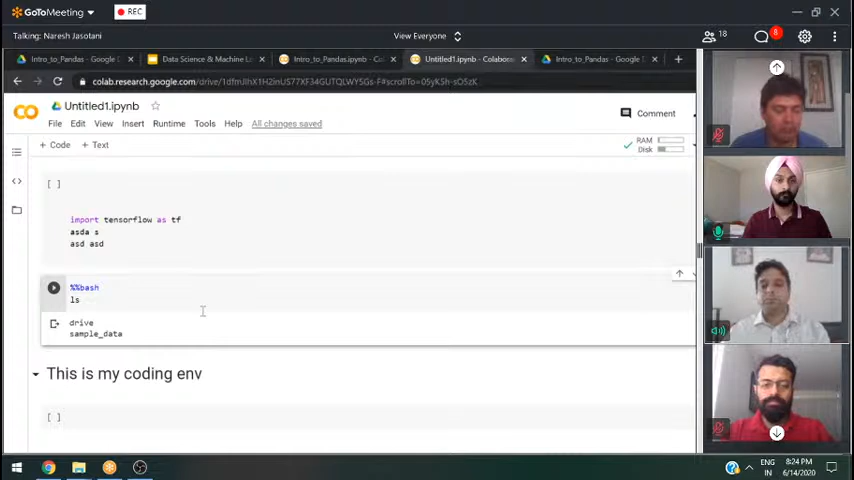 GoToMeeting
REC
Talking: Naresh Jasotani
View Everyone
18
8
Intro_to_Pandas - Google D
Data Science & Machine L
Intro_to_Pandas.ipynb - Co
Untitled1.ipynb - Colabora
Intro_to_Pandas - Google D
Untitled1.ipynb
File Edit View Insert Runtime Tools Help All changes saved
Comment
+ Code + Text
RAM
Disk
[ ]
import tensorflow as tf
asda s
asd asd
%%bash
ls
drive
sample_data
This is my coding env
[ ]
ENG
IN
8:24 PM
6/14/2020